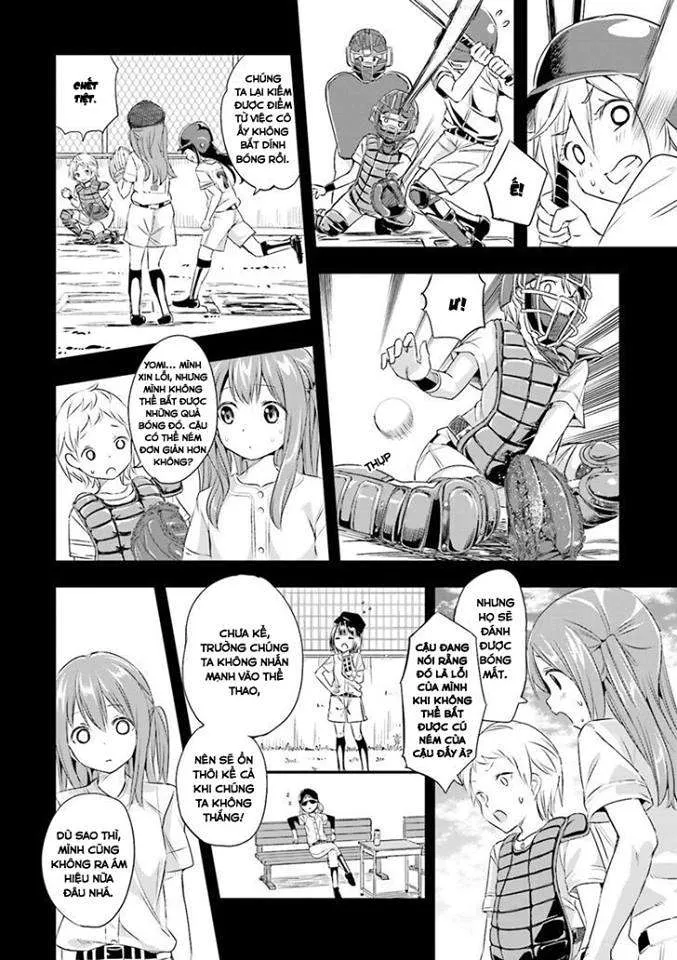 Ế!
CHÚNG
TA LẠI KIẾM
ĐƯỢC ĐIỂM
TỪ VIỆC CÔ
ẤY KHÔNG
BẮT DÍNH
BÓNG RỒI.
CHẾT
TIỆT.
Ư!
THỤP
YOMI... MÌNH
XIN LỖI, NHƯNG
MÌNH KHÔNG
THỂ BẮT ĐƯỢC
NHỮNG QUẢ
BÓNG ĐÓ. CẬU
CÓ THỂ NÉM
ĐƠN GIẢN HƠN
KHÔNG?
NHƯNG
HỌ SẼ
ĐÁNH
ĐƯỢC
BÓNG
MẤT.
CẬU ĐANG
NÓI RẰNG
ĐÓ LÀ LỖI
CỦA MÌNH
KHI KHÔNG
THỂ BẮT
ĐƯỢC CÚ
NÉM CỦA
CẬU ĐẤY À?
CHƯA KỂ,
TRƯỜNG CHÚNG
TA KHÔNG NHẤN
MẠNH VÀO THỂ
THAO,
NÊN SẼ ỔN
THÔI KỂ CẢ
KHI CHÚNG
TA KHÔNG
THẮNG!
DÙ SAO THÌ,
MÌNH CŨNG
KHÔNG RA ÁM
HIỆU NỮA
ĐÂU NHÁ.